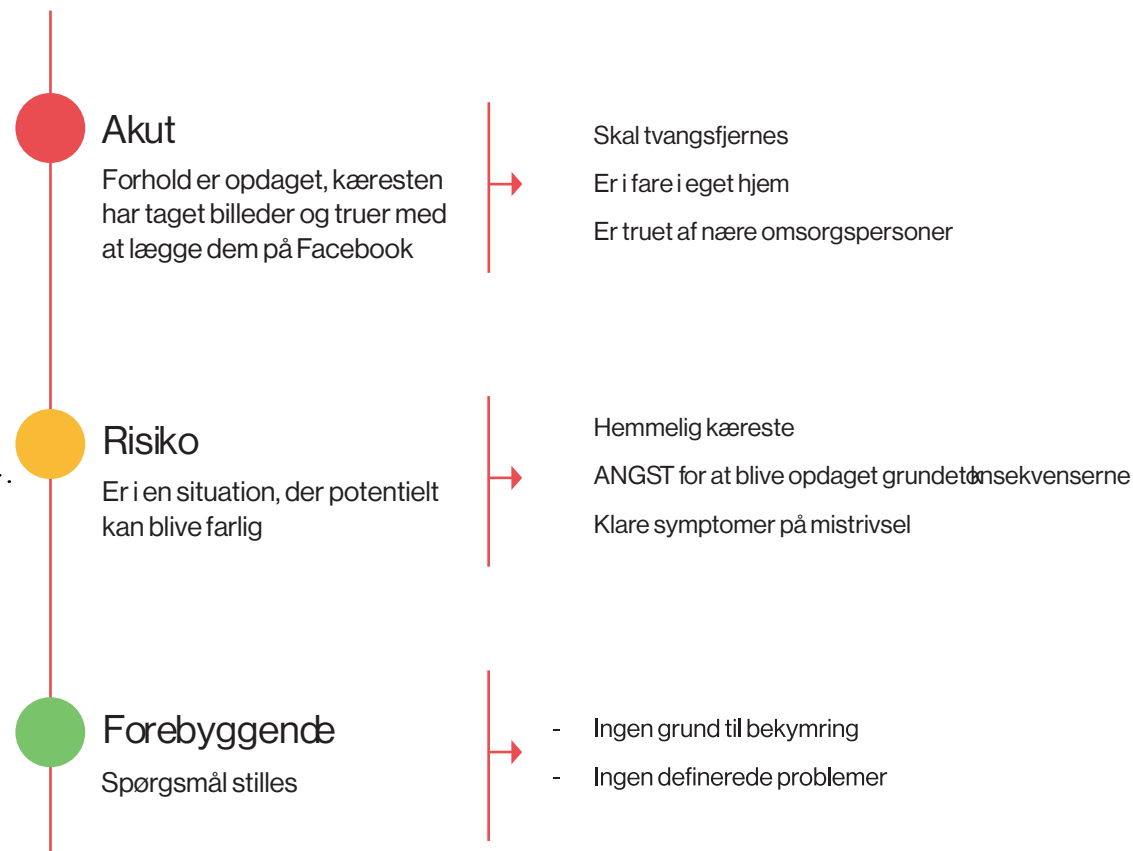 Akut
Forhold er opdaget, kæresten
har taget billeder og truer med
at lægge dem på Facebook
Skal tvangsfjernes
Er i fare i eget hjem
Er truet af nære omsorgspersoner
Risiko
Er i en situation, der potentielt
kan blive farlig
Hemmelig kæreste
ANGST for at blive opdaget grundet konsekvenserne
Klare symptomer på mistrivsel
Forebyggende
Spørgsmål stilles
- Ingen grund til bekymring
- Ingen definerede problemer